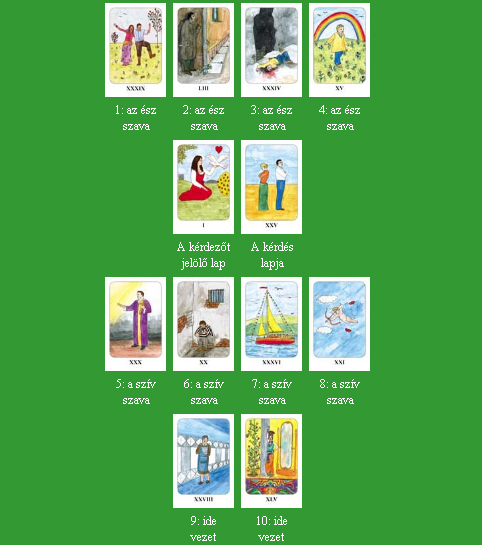 XXXIX LIII XXXIV XV
1: az ész szava
2: az ész szava
3: az ész szava
4: az ész szava
I XXV
A kérdezőt jelölő lap
A kérdés lapja
XXX XX XXXVI XXI
5: a szív szava
6: a szív szava
7: a szív szava
8: a szív szava
XXVIII XLV
9: ide vezet
10: ide vezet